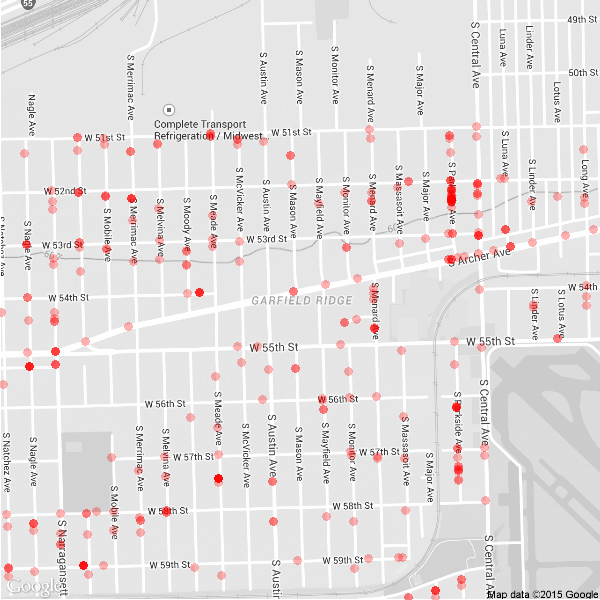 55
49th St
50th St
S Merrimac Ave
S Austin Ave
S Mason Ave
S Monitor Ave
S Menard Ave
S Major Ave
S Central Ave
Luna Ave
Linder Ave
Lotus Ave
Nagle Ave
Complete Transport
Refrigeration / Midwest...
W 51st St
W 51st St
S Luna Ave
Long Ave
W 52nd St
S Mobile Ave
S Merrimac Ave
S Melvina Ave
S Moody Ave
S Meade Ave
S McVicker Ave
S Austin Ave
S Mason Ave
S Mayfield Ave
S Monitor Ave
S Menard Ave
S Massasoit Ave
S Major Ave
S Linder Ave
W 53rd St
W 53rd St
S Archer Ave
W 54th St
GARFIELD RIDGE
S Menard Ave
W 54th St
S Linder Ave
S Lotus Ave
W 55th St
W 55th St
W 56th St
W 56th St
S Meade Ave
S McVicker Ave
S Austin Ave
S Mason Ave
S Mayfield Ave
S Monitor Ave
S Massasoit Ave
S Major Ave
S Parkside Ave
S Central Ave
S Natchez Ave
S Nagle Ave
S Merrimac Ave
S Melvina Ave
W 57th St
W 57th St
S Mobile Ave
W 58th St
S Narragansett
W 59th St
W 59th St
S Austin
S Central Ave
Google
Map data ©2015 Google